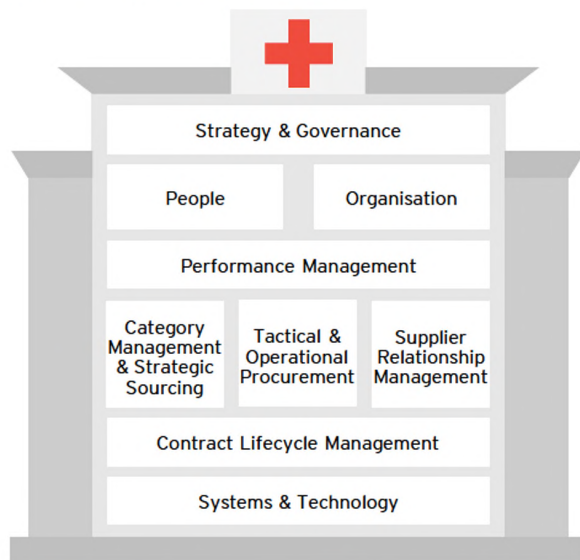 Strategy & Governance
People
Organisation
Performance Management
Category
Management
& Strategic
Sourcing
Tactical &
Operational
Procurement
Supplier
Relationship
Management
Contract Lifecycle Management
Systems & Technology